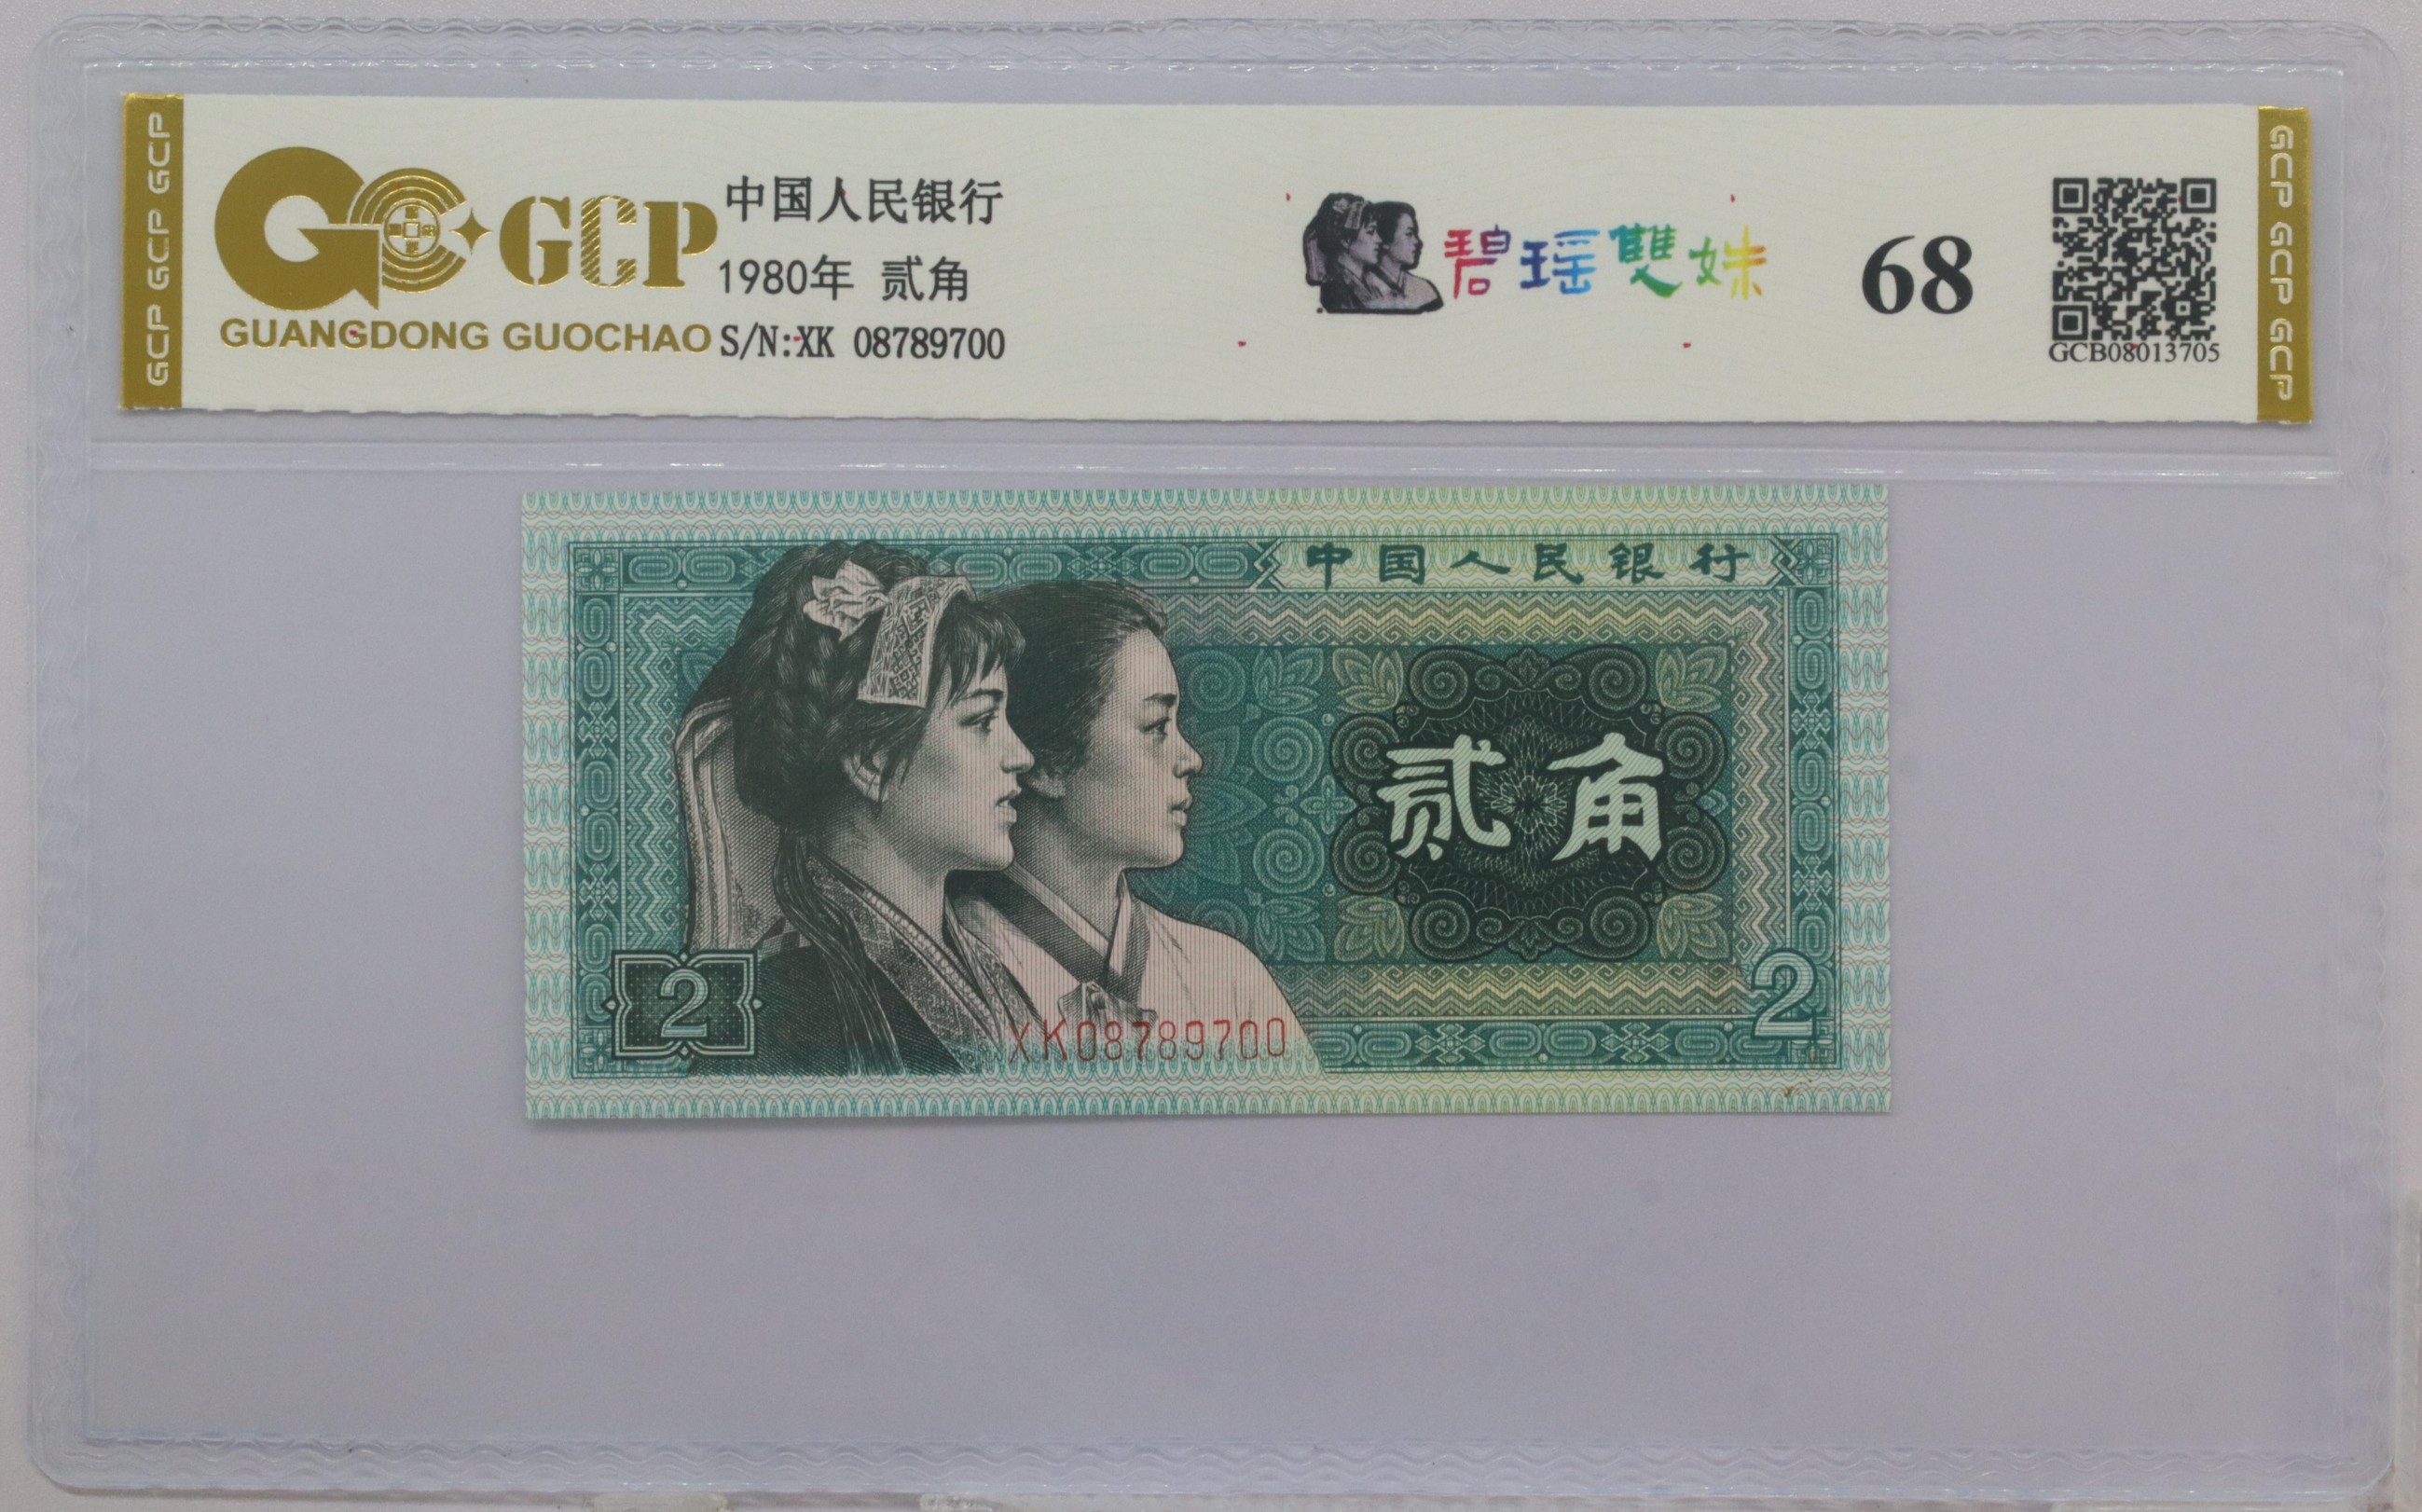 GCP GCP GCP
GCP
GUANGDONG GUOCHAO
中国人民银行
1980年 贰角
S/N:XK 08789700
碧瑶雙姝
68
GCB08013705
GCP GCP GCP
中国人民银行
贰角
2
2
XK08789700